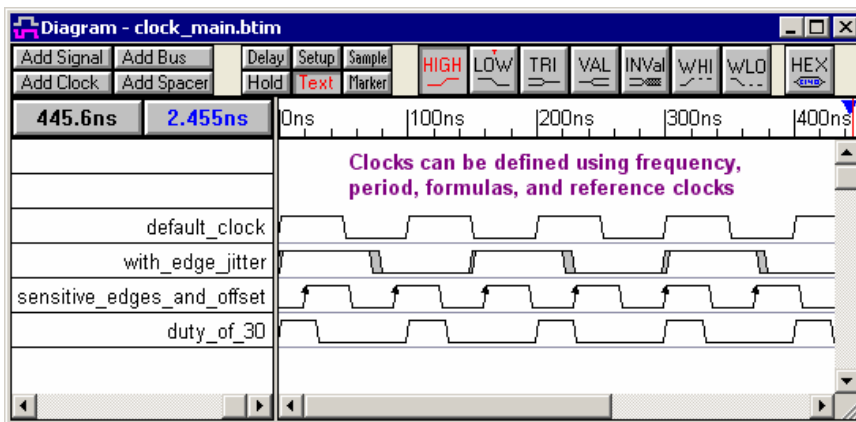 Diagram - clock_main.btim
Add Signal Add Bus Delay Setup Sample HIGH LOW TRI VAL INVal WHI WLO HEX
Add Clock Add Spacer Hold Text Marker
445.6ns 2.455ns 0ns 100ns 200ns 300ns 400ns
Clocks can be defined using frequency,
period, formulas, and reference clocks
default_clock
with_edge_jitter
sensitive_edges_and_offset
duty_of_30